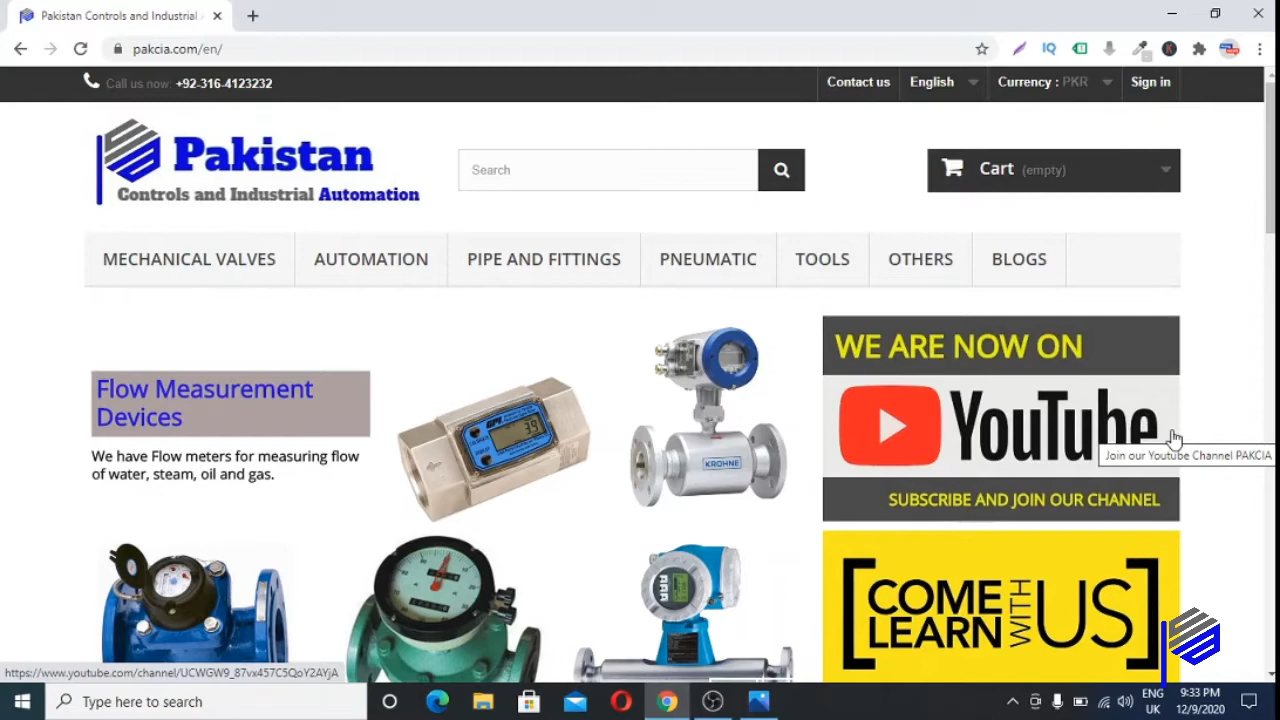 Pakistan Controls and Industrial
pakcia.com/en/
Call us now: +92-316-4123232
Contact us
English
Currency : PKR
Sign in
Pakistan
Controls and Industrial Automation
Search
Cart (empty)
MECHANICAL VALVES
AUTOMATION
PIPE AND FITTINGS
PNEUMATIC
TOOLS
OTHERS
BLOGS
Flow Measurement
Devices
We have Flow meters for measuring flow
of water, steam, oil and gas.
GPI
39
KROHNE
WE ARE NOW ON
YouTube
Join our Youtube Channel PAKCIA
SUBSCRIBE AND JOIN OUR CHANNEL
COME
LEARN
WITH
US
https://www.youtube.com/channel/UCWGW9_87vx457C5QoY2AYjA
Type here to search
ENG
UK
9:33 PM
12/9/2020